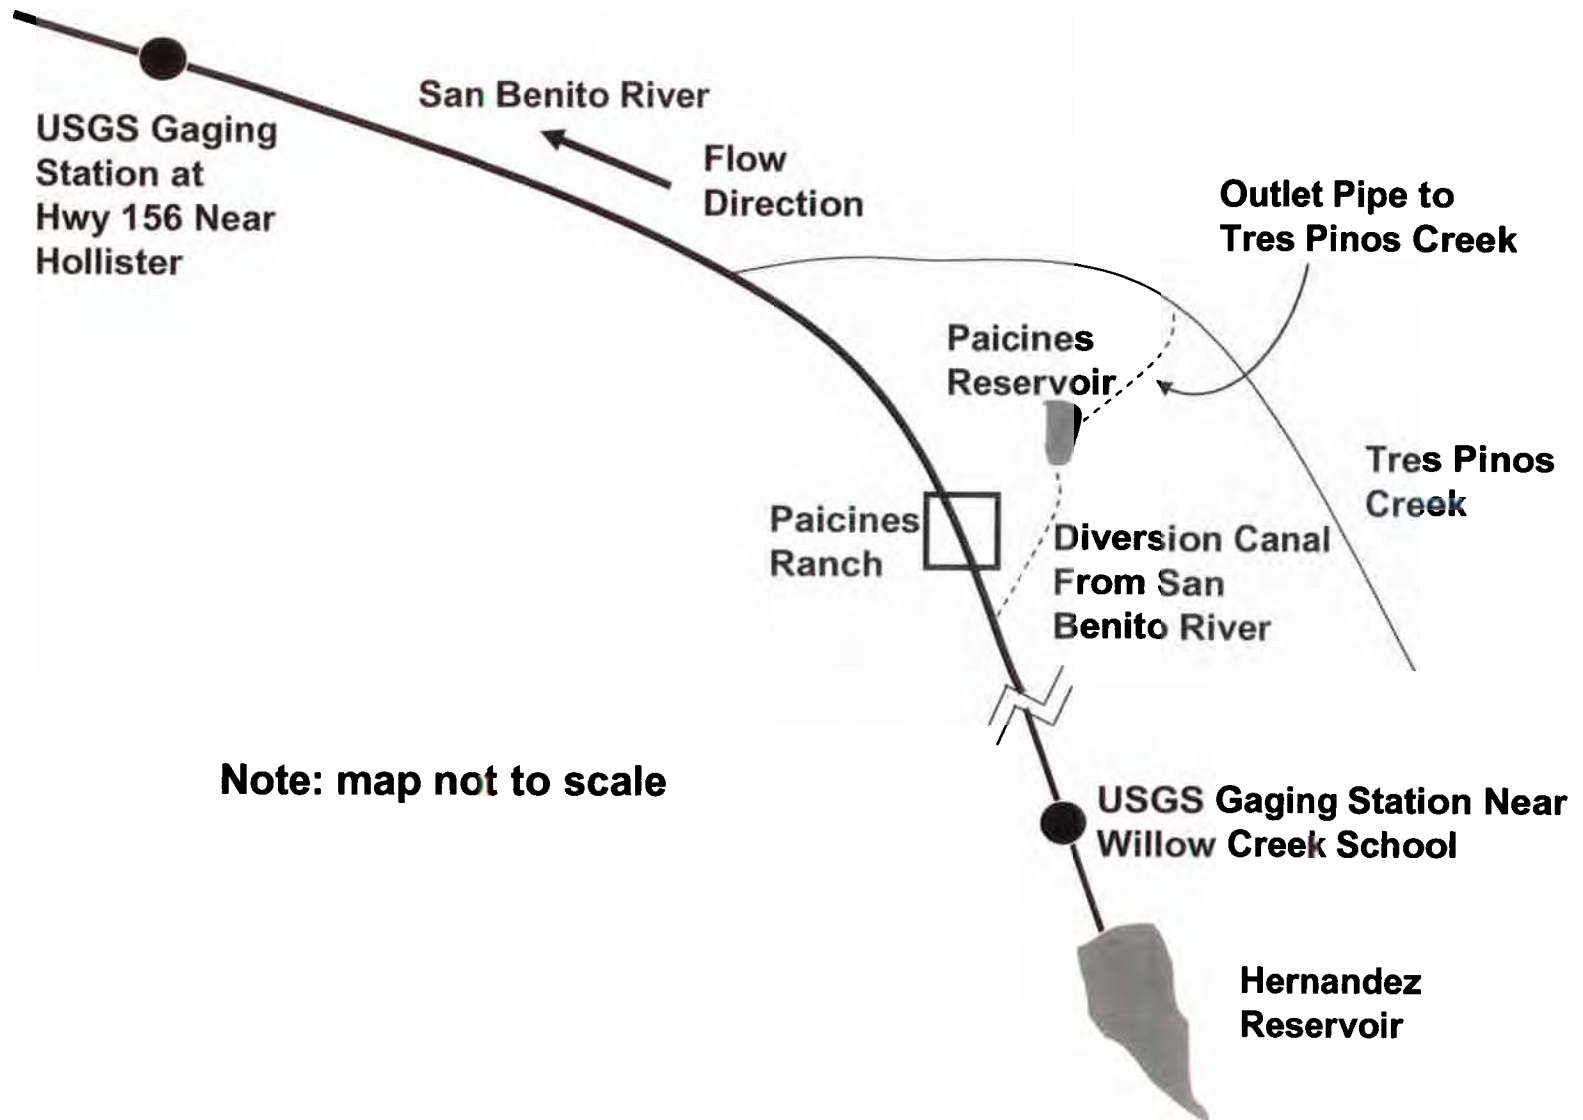 San Benito River
USGS Gaging
Station at
Hwy 156 Near
Hollister
Flow
Direction
Outlet Pipe to
Tres Pinos Creek
Paicines
Reservoir
Tres Pinos
Creek
Paicines
Ranch
Diversion Canal
From San
Benito River
Note: map not to scale
USGS Gaging Station Near
Willow Creek School
Hernandez
Reservoir